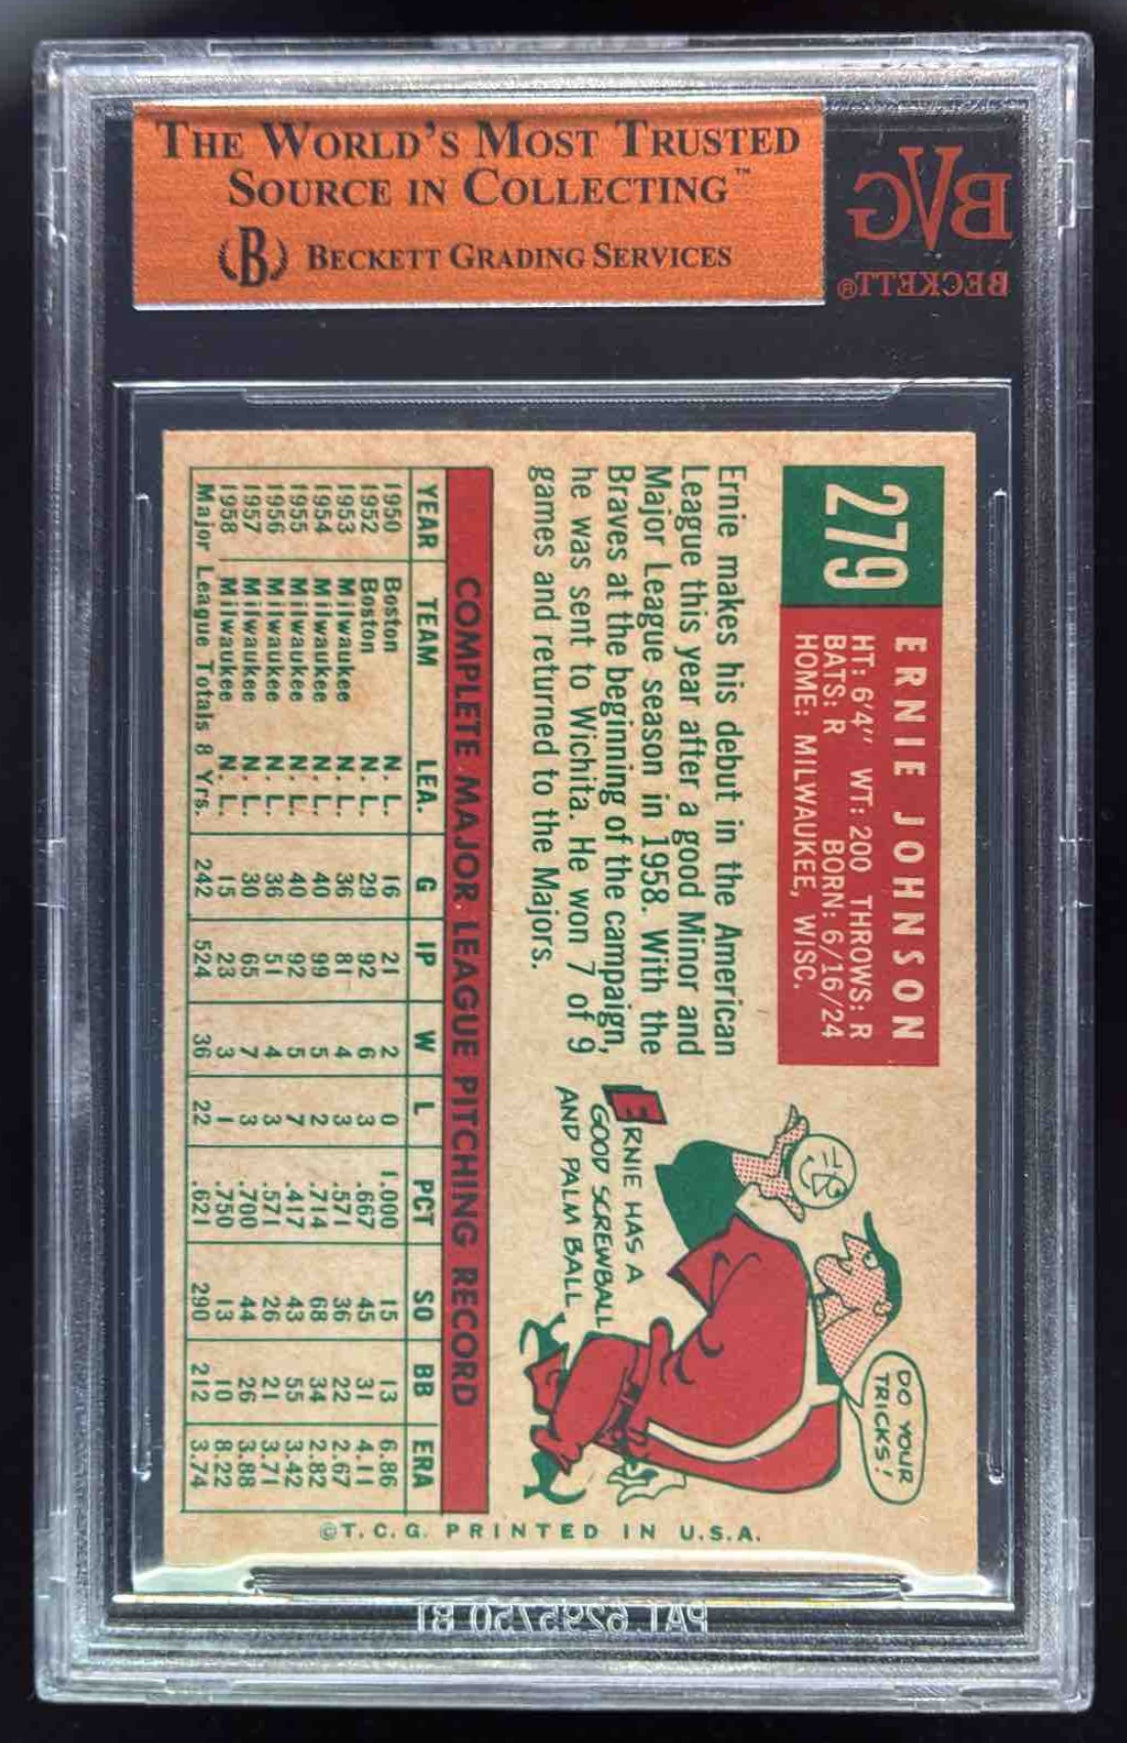 THE WORLD'S MOST TRUSTED
SOURCE IN COLLECTING™
B BECKETT GRADING SERVICES
BVG
BECKETT®
279
ERNIE JOHNSON
HT: 6'4" WT: 200 THROWS: R
BATS: R BORN: 6/16/24
HOME: MILWAUKEE, WISC.
Ernie makes his debut in the American
League this year after a good Minor and
Major League season in 1958. With the
Braves at the beginning of the campaign,
he was sent to Wichita. He won 7 of 9
games and returned to the Majors.
DO YOUR
TRICKS!
ERNIE HAS A
GOOD SCREWBALL
AND PALM BALL
COMPLETE MAJOR LEAGUE PITCHING RECORD
YEAR TEAM LEA. G IP W L PCT SO BB ERA
1950 Boston N. L. 16 21 2 0 1.000 15 13 6.86
1952 Boston N. L. 29 92 6 3 .667 45 31 4.11
1953 Milwaukee N. L. 36 81 4 3 .571 36 22 2.67
1954 Milwaukee N. L. 40 99 5 2 .714 68 34 2.82
1955 Milwaukee N. L. 40 92 5 7 .417 43 55 3.42
1956 Milwaukee N. L. 36 51 4 3 .571 26 21 3.71
1957 Milwaukee N. L. 30 65 7 3 .700 44 26 3.88
1958 Milwaukee N. L. 15 23 3 1 .750 13 10 8.22
Major League Totals 8 Yrs. 242 524 36 22 .621 290 212 3.74
©T.C.G. PRINTED IN U.S.A.